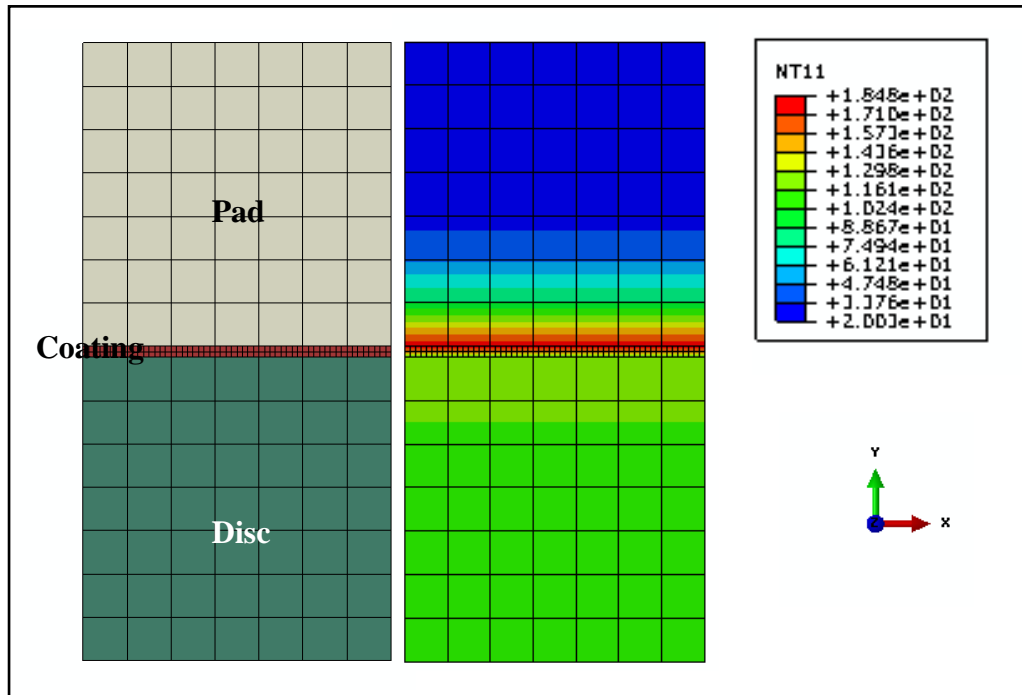 Pad
Coating
Disc
NT11
+1.848e+02
+1.710e+02
+1.573e+02
+1.436e+02
+1.298e+02
+1.161e+02
+1.024e+02
+8.867e+01
+7.494e+01
+6.121e+01
+4.748e+01
+3.376e+01
+2.003e+01
Y
Z
X